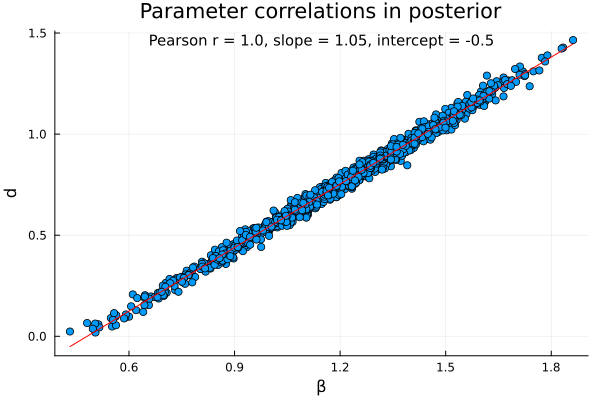 Parameter correlations in posterior
Pearson r = 1.0, slope = 1.05, intercept = -0.5
1.5
1.0
d
0.5
0.0
0.6 0.9 1.2 1.5 1.8
β